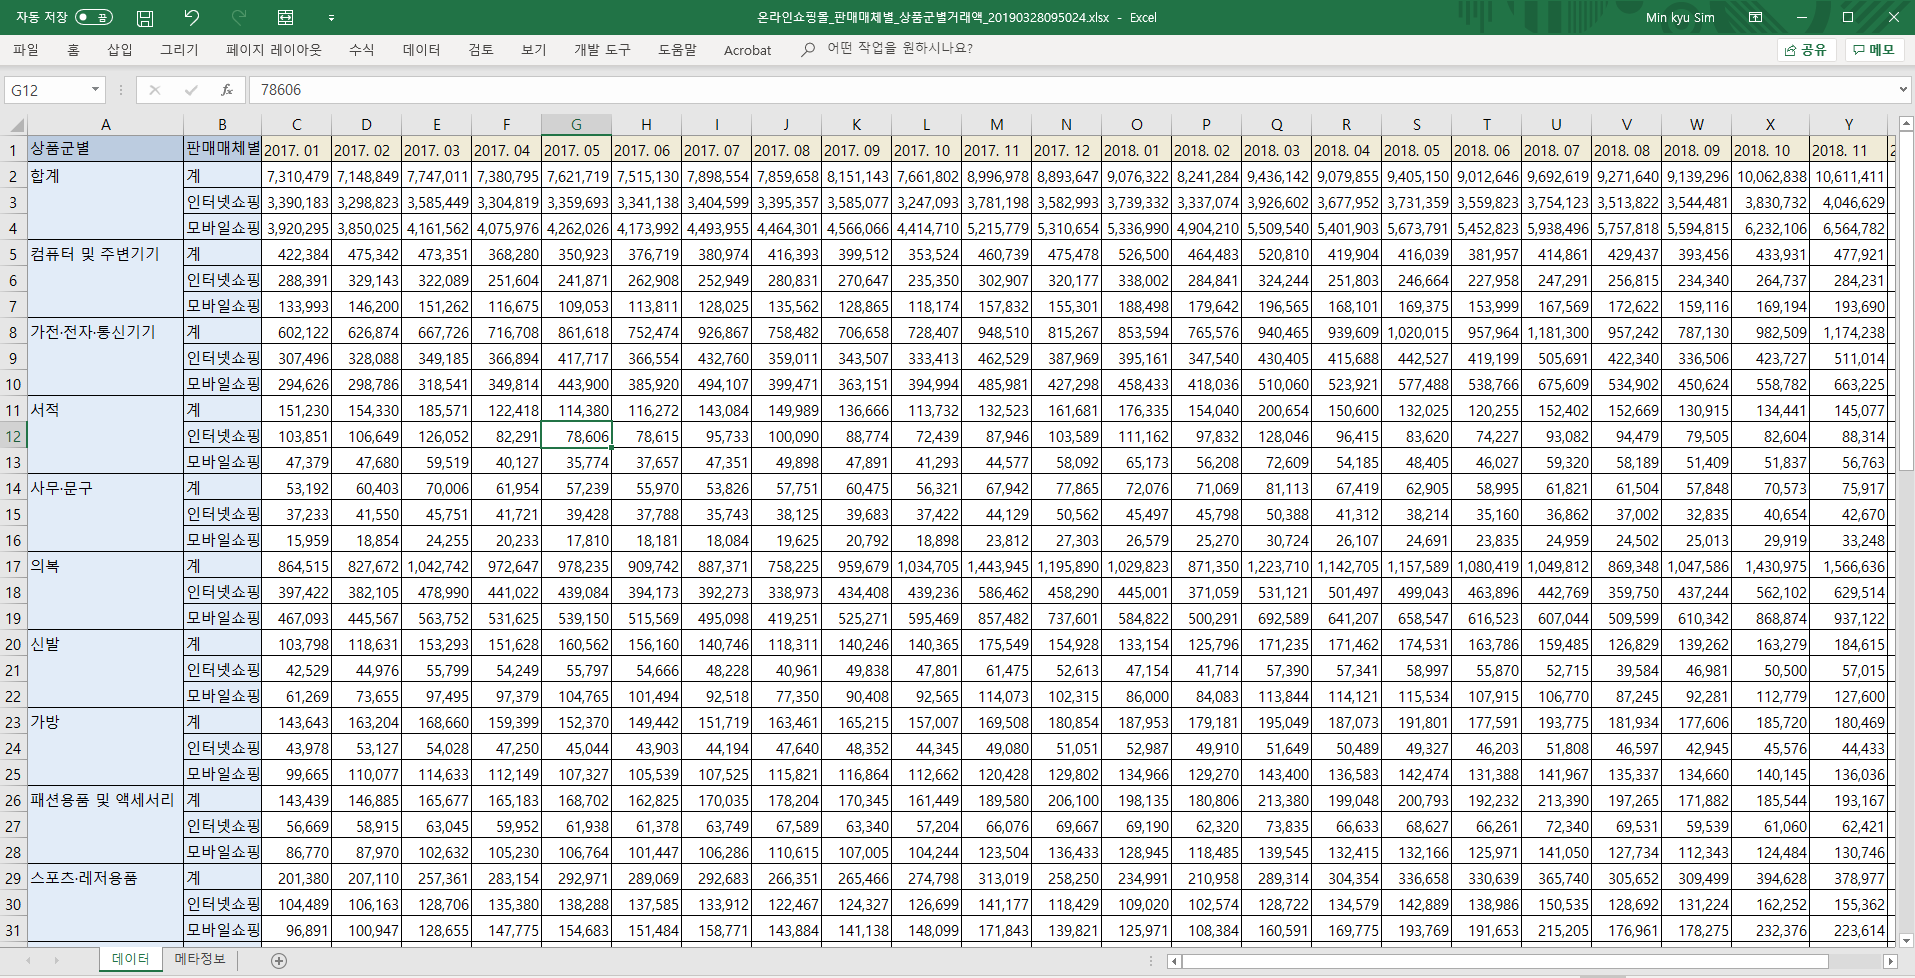 자동 저장 끔 온라인쇼핑몰_판매매체별_상품군별거래액_20190328095024.xlsx - Excel Min kyu Sim
파일 홈 삽입 그리기 페이지 레이아웃 수식 데이터 검토 보기 개발 도구 도움말 Acrobat 어떤 작업을 원하시나요? 공유 메모
G12 fx 78606
A B C D E F G H I J K L M N O P Q R S T U V W X Y
1 상품군별 판매매체별 2017. 01 2017. 02 2017. 03 2017. 04 2017. 05 2017. 06 2017. 07 2017. 08 2017. 09 2017. 10 2017. 11 2017. 12 2018. 01 2018. 02 2018. 03 2018. 04 2018. 05 2018. 06 2018. 07 2018. 08 2018. 09 2018. 10 2018. 11 2
2 합계 계 7,310,479 7,148,849 7,747,011 7,380,795 7,621,719 7,515,130 7,898,554 7,859,658 8,151,143 7,661,802 8,996,978 8,893,647 9,076,322 8,241,284 9,436,142 9,079,855 9,405,150 9,012,646 9,692,619 9,271,640 9,139,296 10,062,838 10,611,411
3 인터넷쇼핑 3,390,183 3,298,823 3,585,449 3,304,819 3,359,693 3,341,138 3,404,599 3,395,357 3,585,077 3,247,093 3,781,198 3,582,993 3,739,332 3,337,074 3,926,602 3,677,952 3,731,359 3,559,823 3,754,123 3,513,822 3,544,481 3,830,732 4,046,629
4 모바일쇼핑 3,920,295 3,850,025 4,161,562 4,075,976 4,262,026 4,173,992 4,493,955 4,464,301 4,566,066 4,414,710 5,215,779 5,310,654 5,336,990 4,904,210 5,509,540 5,401,903 5,673,791 5,452,823 5,938,496 5,757,818 5,594,815 6,232,106 6,564,782
5 컴퓨터 및 주변기기 계 422,384 475,342 473,351 368,280 350,923 376,719 380,974 416,393 399,512 353,524 460,739 475,478 526,500 464,483 520,810 419,904 416,039 381,957 414,861 429,437 393,456 433,931 477,921
6 인터넷쇼핑 288,391 329,143 322,089 251,604 241,871 262,908 252,949 280,831 270,647 235,350 302,907 320,177 338,002 284,841 324,244 251,803 246,664 227,958 247,291 256,815 234,340 264,737 284,231
7 모바일쇼핑 133,993 146,200 151,262 116,675 109,053 113,811 128,025 135,562 128,865 118,174 157,832 155,301 188,498 179,642 196,565 168,101 169,375 153,999 167,569 172,622 159,116 169,194 193,690
8 가전·전자·통신기기 계 602,122 626,874 667,726 716,708 861,618 752,474 926,867 758,482 706,658 728,407 948,510 815,267 853,594 765,576 940,465 939,609 1,020,015 957,964 1,181,300 957,242 787,130 982,509 1,174,238
9 인터넷쇼핑 307,496 328,088 349,185 366,894 417,717 366,554 432,760 359,011 343,507 333,413 462,529 387,969 395,161 347,540 430,405 415,688 442,527 419,199 505,691 422,340 336,506 423,727 511,014
10 모바일쇼핑 294,626 298,786 318,541 349,814 443,900 385,920 494,107 399,471 363,151 394,994 485,981 427,298 458,433 418,036 510,060 523,921 577,488 538,766 675,609 534,902 450,624 558,782 663,225
11 서적 계 151,230 154,330 185,571 122,418 114,380 116,272 143,084 149,989 136,666 113,732 132,523 161,681 176,335 154,040 200,654 150,600 132,025 120,255 152,402 152,669 130,915 134,441 145,077
12 인터넷쇼핑 103,851 106,649 126,052 82,291 78,606 78,615 95,733 100,090 88,774 72,439 87,946 103,589 111,162 97,832 128,046 96,415 83,620 74,227 93,082 94,479 79,505 82,604 88,314
13 모바일쇼핑 47,379 47,680 59,519 40,127 35,774 37,657 47,351 49,898 47,891 41,293 44,577 58,092 65,173 56,208 72,609 54,185 48,405 46,027 59,320 58,189 51,409 51,837 56,763
14 사무·문구 계 53,192 60,403 70,006 61,954 57,239 55,970 53,826 57,751 60,475 56,321 67,942 77,865 72,076 71,069 81,113 67,419 62,905 58,995 61,821 61,504 57,848 70,573 75,917
15 인터넷쇼핑 37,233 41,550 45,751 41,721 39,428 37,788 35,743 38,125 39,683 37,422 44,129 50,562 45,497 45,798 50,388 41,312 38,214 35,160 36,862 37,002 32,835 40,654 42,670
16 모바일쇼핑 15,959 18,854 24,255 20,233 17,810 18,181 18,084 19,625 20,792 18,898 23,812 27,303 26,579 25,270 30,724 26,107 24,691 23,835 24,959 24,502 25,013 29,919 33,248
17 의복 계 864,515 827,672 1,042,742 972,647 978,235 909,742 887,371 758,225 959,679 1,034,705 1,443,945 1,195,890 1,029,823 871,350 1,223,710 1,142,705 1,157,589 1,080,419 1,049,812 869,348 1,047,586 1,430,975 1,566,636
18 인터넷쇼핑 397,422 382,105 478,990 441,022 439,084 394,173 392,273 338,973 434,408 439,236 586,462 458,290 445,001 371,059 531,121 501,497 499,043 463,896 442,769 359,750 437,244 562,102 629,514
19 모바일쇼핑 467,093 445,567 563,752 531,625 539,150 515,569 495,098 419,251 525,271 595,469 857,482 737,601 584,822 500,291 692,589 641,207 658,547 616,523 607,044 509,599 610,342 868,874 937,122
20 신발 계 103,798 118,631 153,293 151,628 160,562 156,160 140,746 118,311 140,246 140,365 175,549 154,928 133,154 125,796 171,235 171,462 174,531 163,786 159,485 126,829 139,262 163,279 184,615
21 인터넷쇼핑 42,529 44,976 55,799 54,249 55,797 54,666 48,228 40,961 49,838 47,801 61,475 52,613 47,154 41,714 57,390 57,341 58,997 55,870 52,715 39,584 46,981 50,500 57,015
22 모바일쇼핑 61,269 73,655 97,495 97,379 104,765 101,494 92,518 77,350 90,408 92,565 114,073 102,315 86,000 84,083 113,844 114,121 115,534 107,915 106,770 87,245 92,281 112,779 127,600
23 가방 계 143,643 163,204 168,660 159,399 152,370 149,442 151,719 163,461 165,215 157,007 169,508 180,854 187,953 179,181 195,049 187,073 191,801 177,591 193,775 181,934 177,606 185,720 180,469
24 인터넷쇼핑 43,978 53,127 54,028 47,250 45,044 43,903 44,194 47,640 48,352 44,345 49,080 51,051 52,987 49,910 51,649 50,489 49,327 46,203 51,808 46,597 42,945 45,576 44,433
25 모바일쇼핑 99,665 110,077 114,633 112,149 107,327 105,539 107,525 115,821 116,864 112,662 120,428 129,802 134,966 129,270 143,400 136,583 142,474 131,388 141,967 135,337 134,660 140,145 136,036
26 패션용품 및 액세서리 계 143,439 146,885 165,677 165,183 168,702 162,825 170,035 178,204 170,345 161,449 189,580 206,100 198,135 180,806 213,380 199,048 200,793 192,232 213,390 197,265 171,882 185,544 193,167
27 인터넷쇼핑 56,669 58,915 63,045 59,952 61,938 61,378 63,749 67,589 63,340 57,204 66,076 69,667 69,190 62,320 73,835 66,633 68,627 66,261 72,340 69,531 59,539 61,060 62,421
28 모바일쇼핑 86,770 87,970 102,632 105,230 106,764 101,447 106,286 110,615 107,005 104,244 123,504 136,433 128,945 118,485 139,545 132,415 132,166 125,971 141,050 127,734 112,343 124,484 130,746
29 스포츠·레저용품 계 201,380 207,110 257,361 283,154 292,971 289,069 292,683 266,351 265,466 274,798 313,019 258,250 234,991 210,958 289,314 304,354 336,658 330,639 365,740 305,652 309,499 394,628 378,977
30 인터넷쇼핑 104,489 106,163 128,706 135,380 138,288 137,585 133,912 122,467 124,327 126,699 141,177 118,429 109,020 102,574 128,722 134,579 142,889 138,986 150,535 128,692 131,224 162,252 155,362
31 모바일쇼핑 96,891 100,947 128,655 147,775 154,683 151,484 158,771 143,884 141,138 148,099 171,843 139,821 125,971 108,384 160,591 169,775 193,769 191,653 215,205 176,961 178,275 232,376 223,614
데이터 메타정보